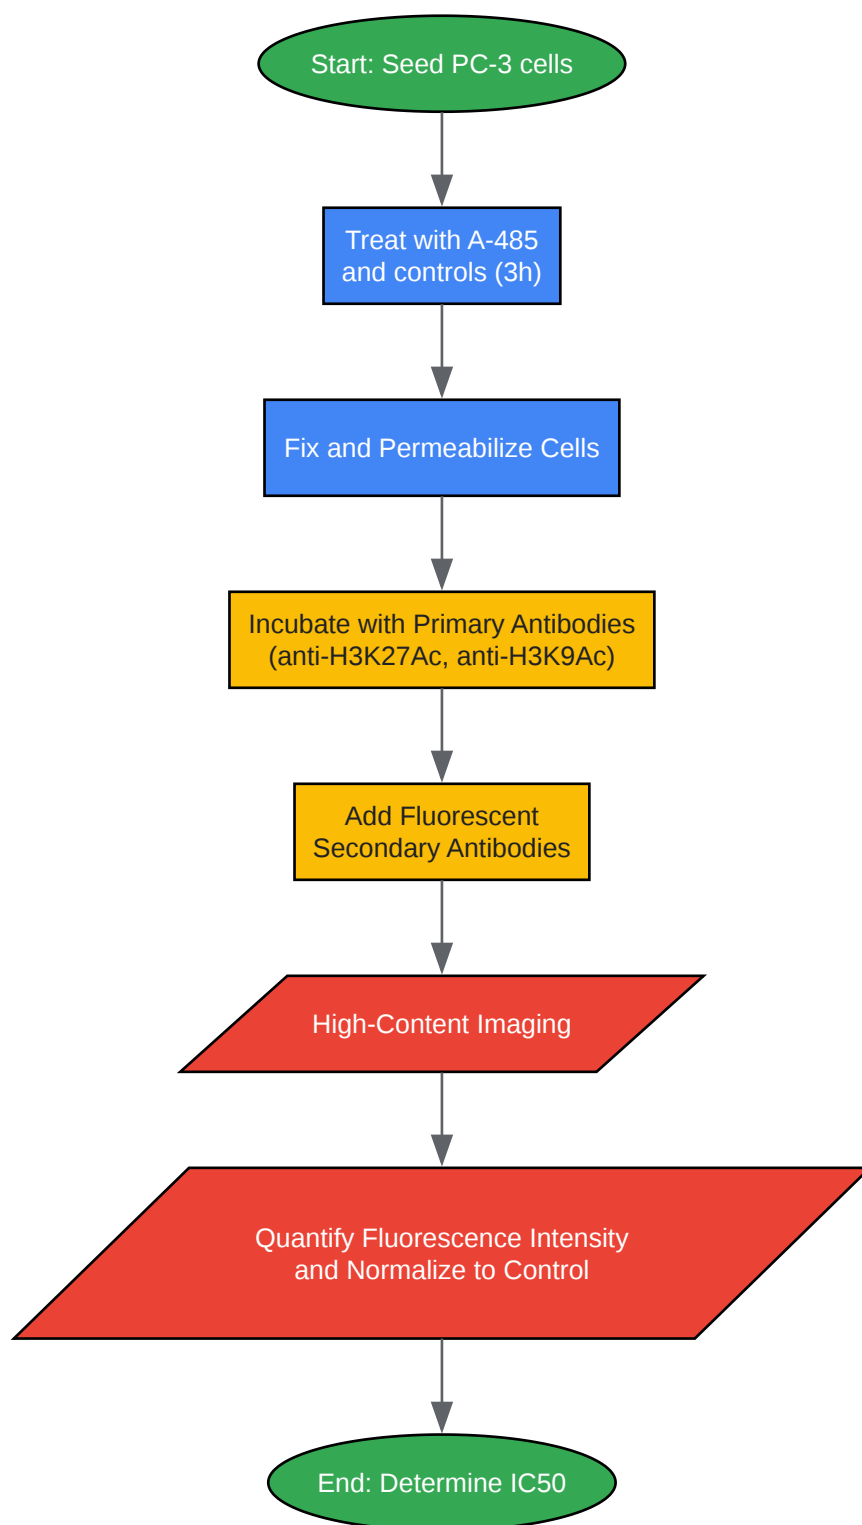 Start: Seed PC-3 cells
Treat with A-485
and controls (3h)
Fix and Permeabilize Cells
Incubate with Primary Antibodies
(anti-H3K27Ac, anti-H3K9Ac)
Add Fluorescent
Secondary Antibodies
High-Content Imaging
Quantify Fluorescence Intensity
and Normalize to Control
End: Determine IC50